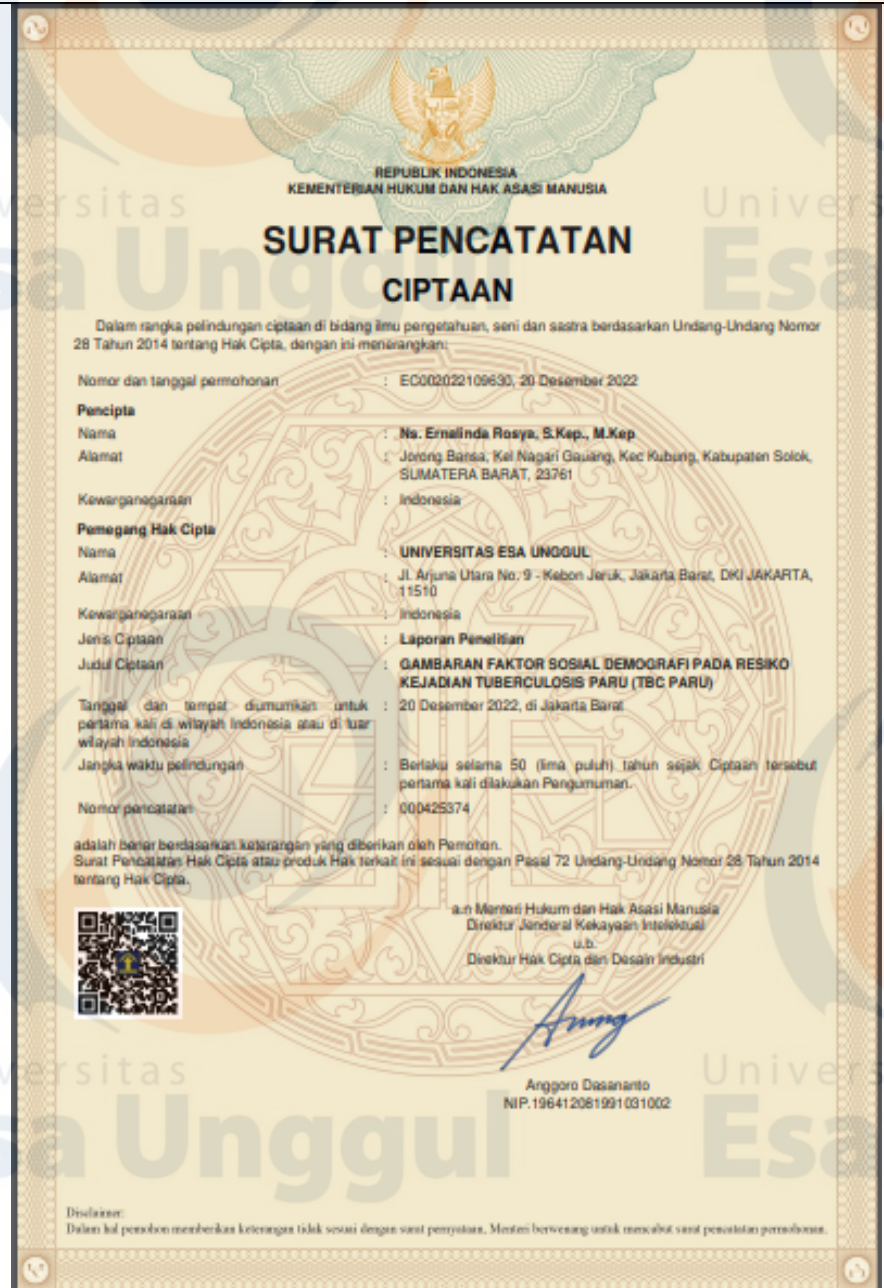 REPUBLIK INDONESIA
KEMENTERIAN HUKUM DAN HAK ASASI MANUSIA
SURAT PENCATATAN
CIPTAAN
Dalam rangka pelindungan ciptaan di bidang ilmu pengetahuan, seni dan sastra berdasarkan Undang-Undang Nomor
28 Tahun 2014 tentang Hak Cipta, dengan ini menerangkan:
Nomor dan tanggal permohonan : EC002022109630, 20 Desember 2022
Pencipta
Nama : Ns. Ernalinda Rosya, S.Kep., M.Kep
Alamat : Jorong Bansa, Kel Nagari Gauang, Kec Kubung, Kabupaten Solok,
SUMATERA BARAT, 23761
Kewarganegaraan : Indonesia
Pemegang Hak Cipta
Nama : UNIVERSITAS ESA UNGGUL
Alamat : Jl. Arjuna Utara No. 9 - Kebon Jeruk, Jakarta Barat, DKI JAKARTA,
11510
Kewarganegaraan : Indonesia
Jenis Ciptaan : Laporan Penelitian
Judul Ciptaan : GAMBARAN FAKTOR SOSIAL DEMOGRAFI PADA RESIKO
KEJADIAN TUBERCULOSIS PARU (TBC PARU)
Tanggal dan tempat diumumkan untuk : 20 Desember 2022, di Jakarta Barat
pertama kali di wilayah Indonesia atau di luar
wilayah Indonesia
Jangka waktu pelindungan : Berlaku selama 50 (lima puluh) tahun sejak Ciptaan tersebut
pertama kali dilakukan Pengumuman.
Nomor pencatatan : 000425374
adalah benar berdasarkan keterangan yang diberikan oleh Pemohon.
Surat Pencatatan Hak Cipta atau produk Hak terkait ini sesuai dengan Pasal 72 Undang-Undang Nomor 28 Tahun 2014
tentang Hak Cipta.
a.n Menteri Hukum dan Hak Asasi Manusia
Direktur Jenderal Kekayaan Intelektual
u.b.
Direktur Hak Cipta dan Desain Industri
Anggoro Dasananto
NIP.196412081991031002
Disclaimer:
Dalam hal pemohon memberikan keterangan tidak sesuai dengan surat pernyataan, Menteri berwenang untuk mencabut surat pencatatan permohonan.